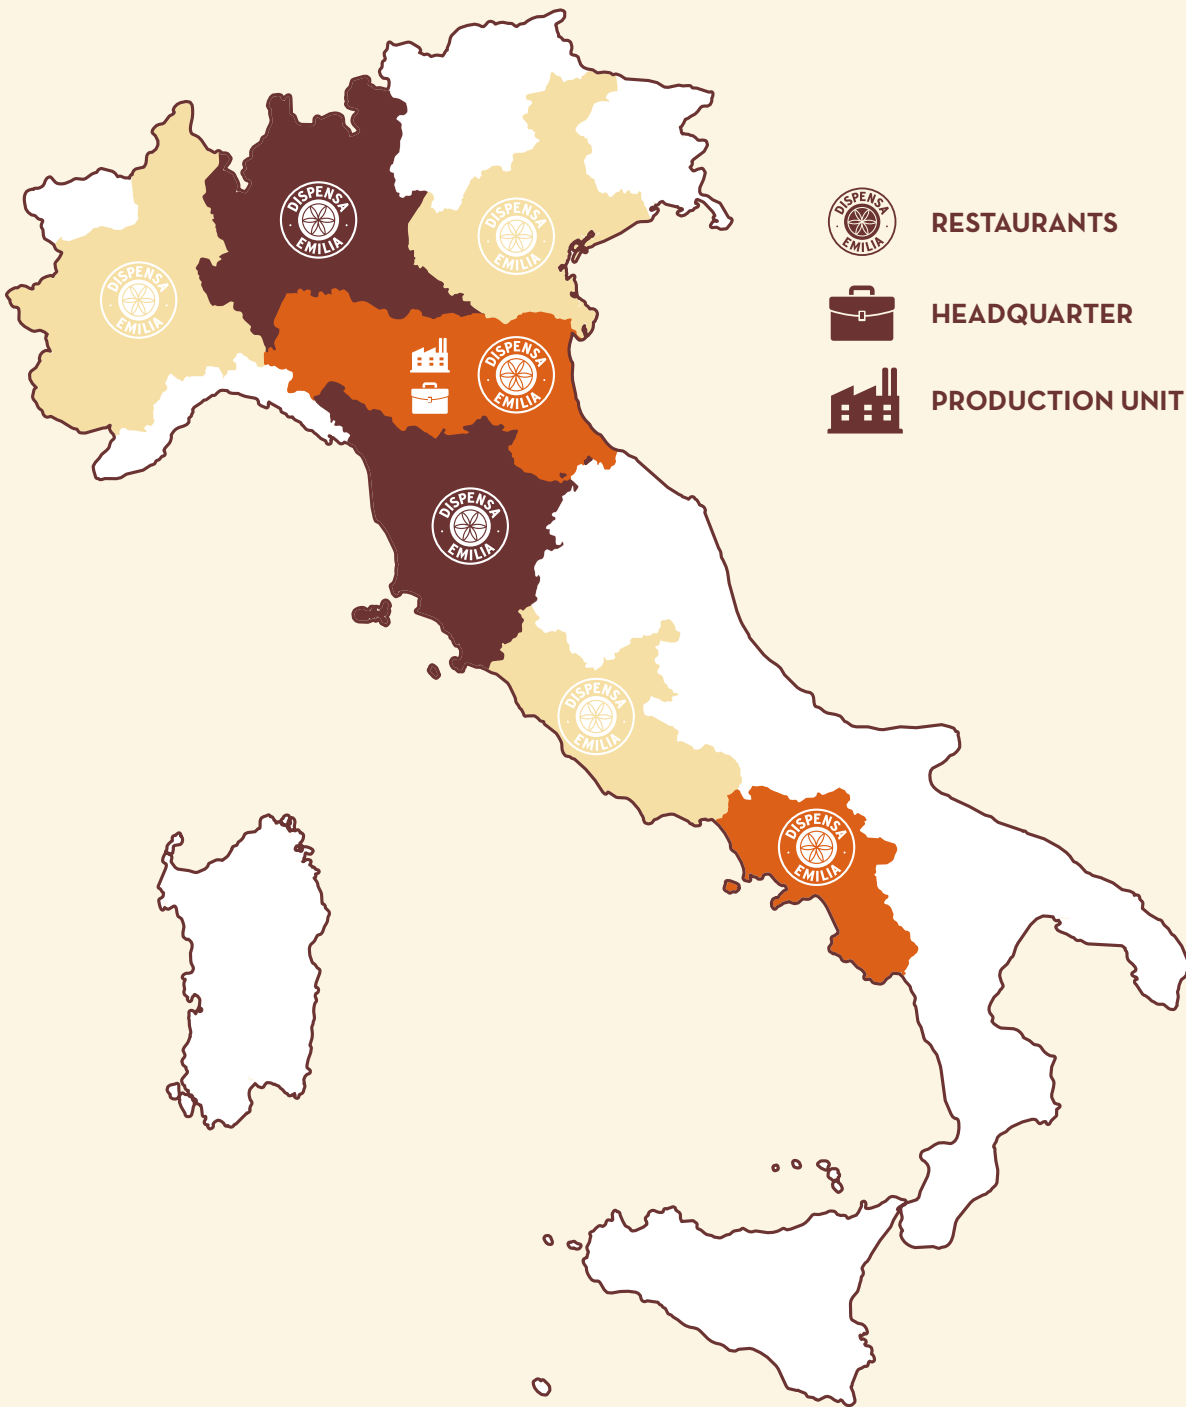 DISPENSA
EMILIA
DISPENSA
EMILIA
DISPENSA
EMILIA
DISPENSA
EMILIA
RESTAURANTS
HEADQUARTER
DISPENSA
EMILIA
PRODUCTION UNIT
DISPENSA
EMILIA
DISPENSA
EMILIA
DISPENSA
EMILIA